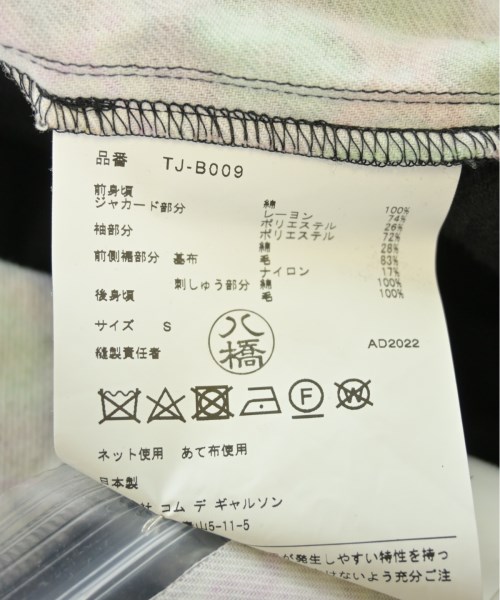 品番 TJ-B009
前身頃 綿 100%
ジャカード部分 レーヨン 74%
ポリエステル 26%
袖部分 ポリエステル 72%
綿 28%
前側裾部分 基布 毛 83%
ナイロン 17%
刺しゅう部分 綿 100%
後身頃 毛 100%
サイズ S
八橋
縫製責任者 AD2022
F W
ネット使用 あて布使用
日本製
社 コム デ ギャルソン
山5-11-5
が発生しやすい特性を持っ
はないよう充分ご注